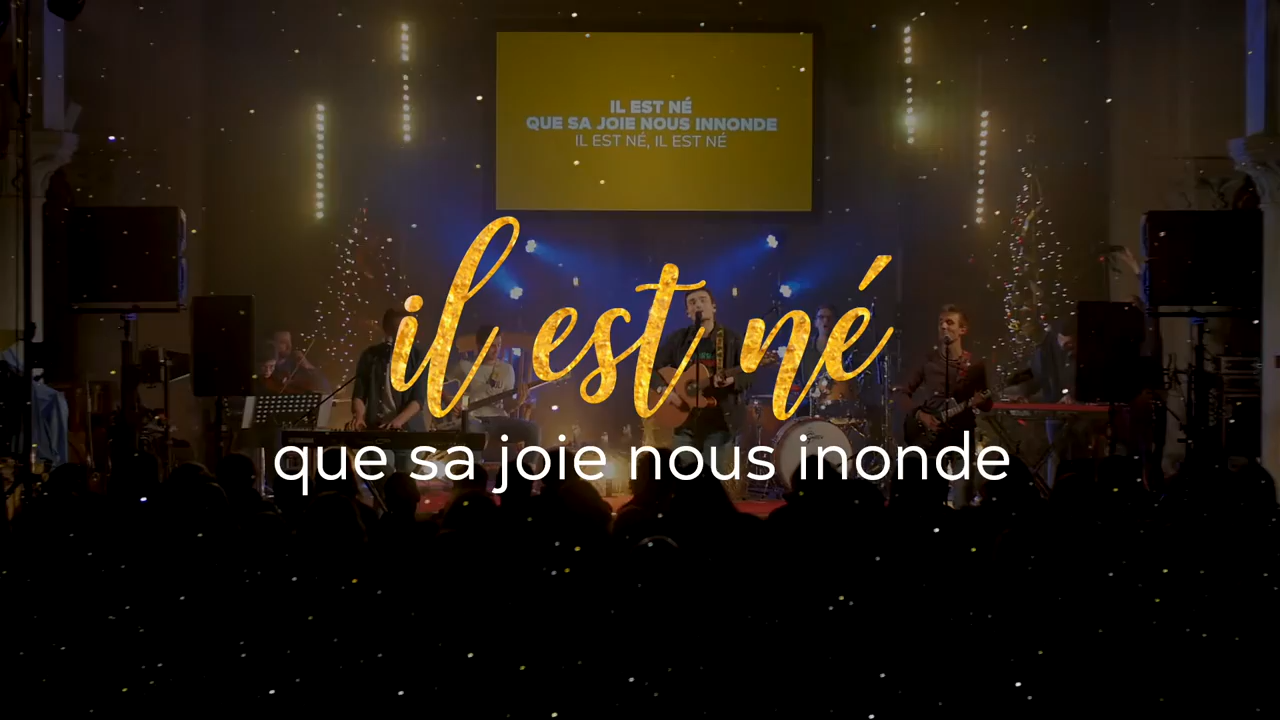 IL EST NÉ
QUE SA JOIE NOUS INNONDE
IL EST NÉ, IL EST NÉ
il est né
que sa joie nous inonde